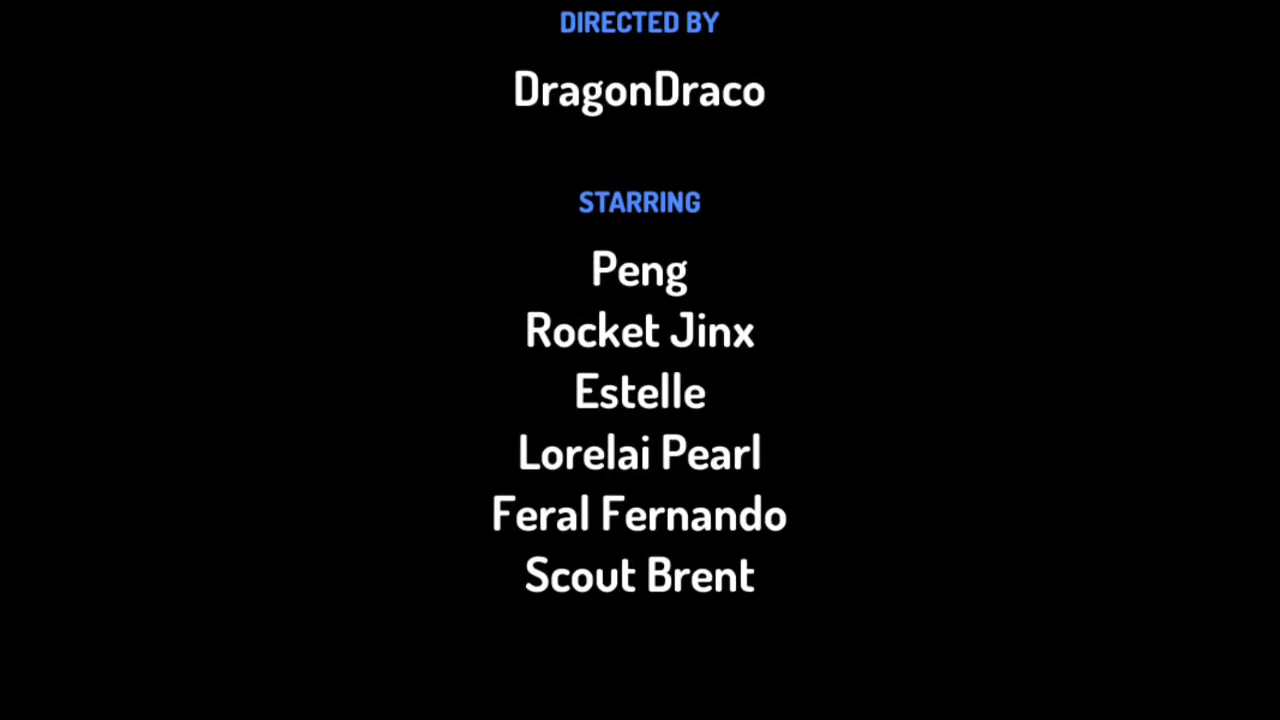 DIRECTED BY
DragonDraco
STARRING
Peng
Rocket Jinx
Estelle
Lorelai Pearl
Feral Fernando
Scout Brent